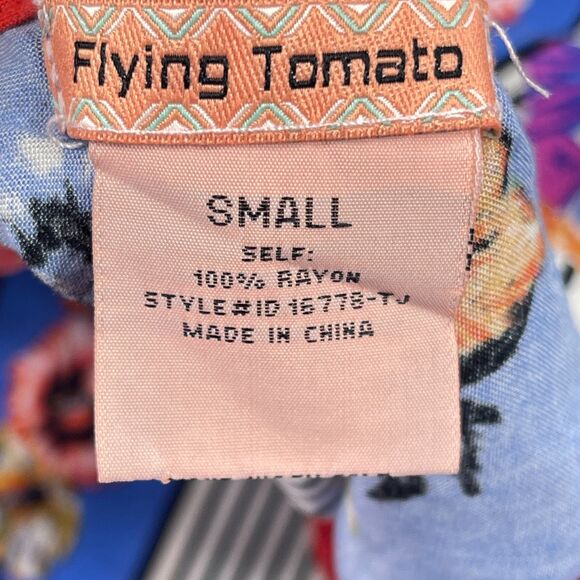 Flying Tomato
SMALL
SELF:
100% RAYON
STYLE#ID 16778-TJ
MADE IN CHINA